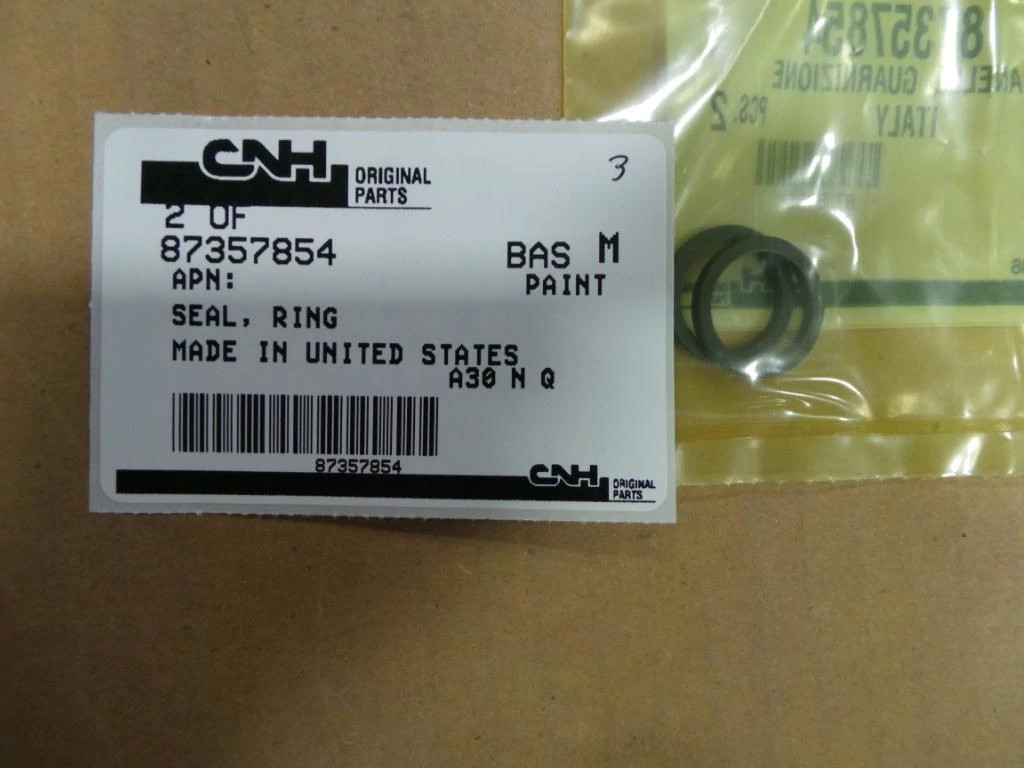 CNH
ORIGINAL
PARTS
3
2 OF
87357854
BAS M
APN:
PAINT
SEAL, RING
MADE IN UNITED STATES
A30 N Q
87357854
CNH
ORIGINAL
PARTS
87357854
GUARNIZIONE
PCS. 2
ITALY